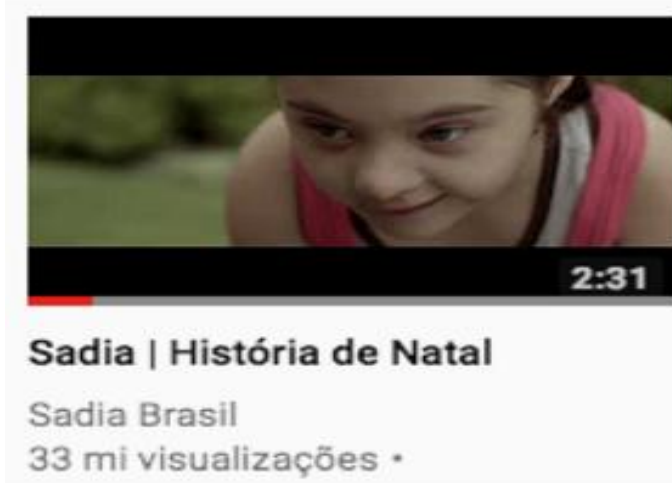 2:31
Sadia | História de Natal
Sadia Brasil
33 mi visualizações •